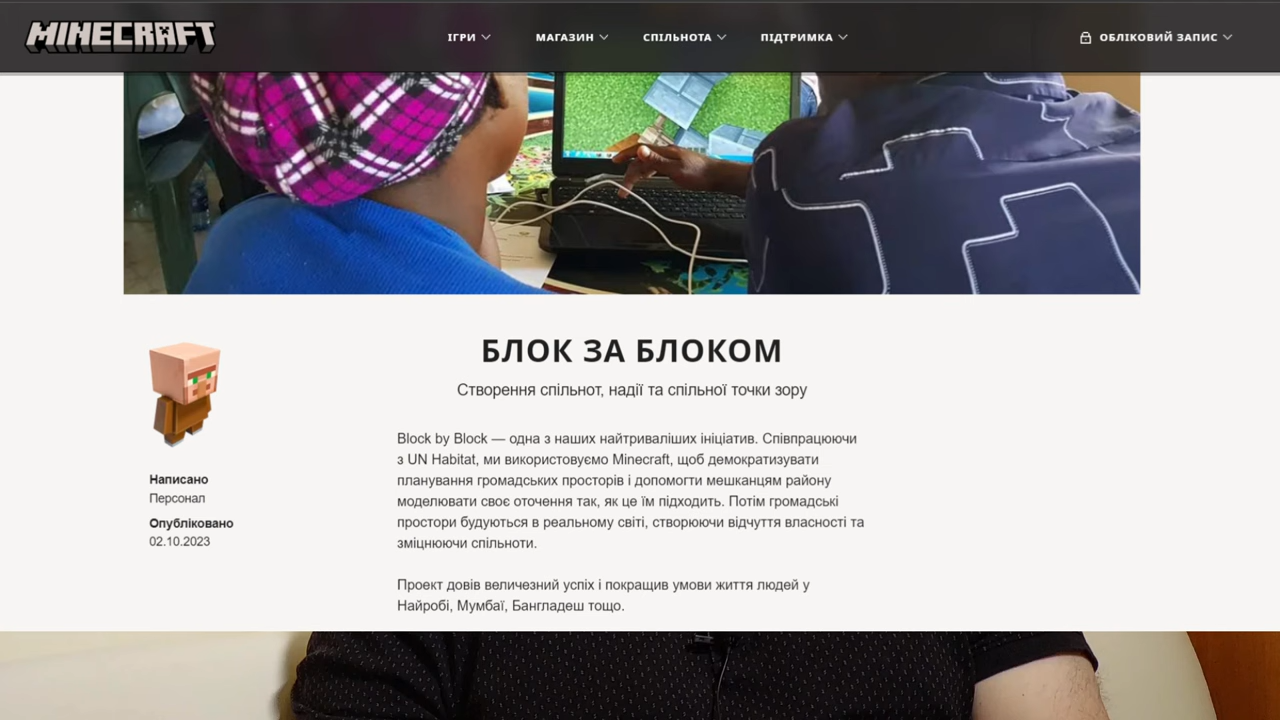 MINECRAFT
ІГРИ
МАГАЗИН
СПІЛЬНОТА
ПІДТРИМКА
ОБЛІКОВИЙ ЗАПИС
БЛОК ЗА БЛОКОМ
Створення спільнот, надії та спільної точки зору
Написано
Персонал
Опубліковано
02.10.2023
Block by Block — одна з наших найтриваліших ініціатив. Співпрацюючи
з UN Habitat, ми використовуємо Minecraft, щоб демократизувати
планування громадських просторів і допомогти мешканцям району
моделювати своє оточення так, як це їм підходить. Потім громадські
простори будуються в реальному світі, створюючи відчуття власності та
зміцнюючи спільноти.
Проект довів величезний успіх і покращив умови життя людей у
Найробі, Мумбаї, Бангладеш тощо.